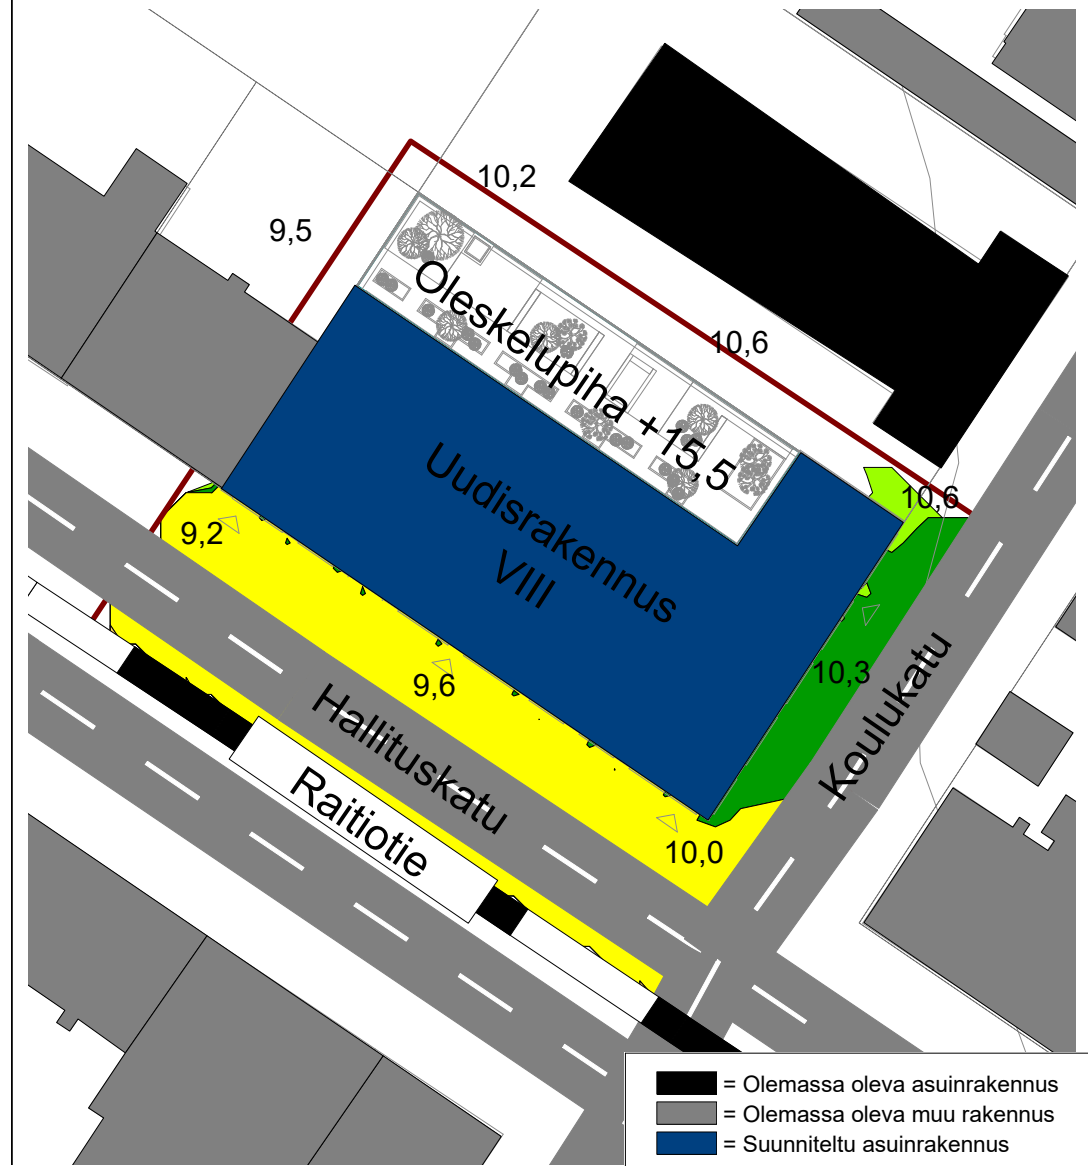 10,2
9,5
Oleskelupiha +15,5
10,6
Uudisrakennus
VIII
10,6
9,2
10,3
9,6
Hallituskatu
Koulukatu
Raitiotie
10,0
= Olemassa oleva asuinrakennus
= Olemassa oleva muu rakennus
= Suunniteltu asuinrakennus